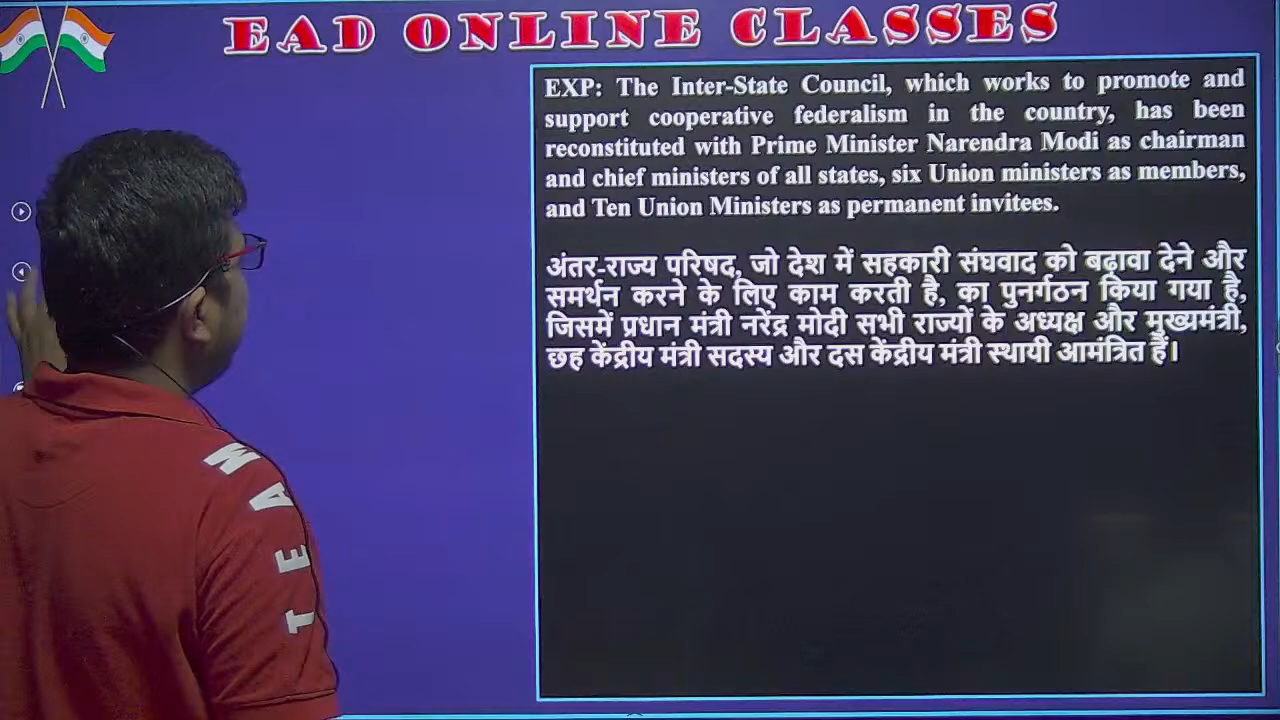 EAD ONLINE CLASSES
EXP: The Inter-State Council, which works to promote and
support cooperative federalism in the country, has been
reconstituted with Prime Minister Narendra Modi as chairman
and chief ministers of all states, six Union ministers as members,
and Ten Union Ministers as permanent invitees.
अंतर-राज्य परिषद, जो देश में सहकारी संघवाद को बढ़ावा देने और
समर्थन करने के लिए काम करती है, का पुनर्गठन किया गया है,
जिसमें प्रधान मंत्री नरेंद्र मोदी सभी राज्यों के अध्यक्ष और मुख्यमंत्री,
छह केंद्रीय मंत्री सदस्य और दस केंद्रीय मंत्री स्थायी आमंत्रित हैं।
TEAM